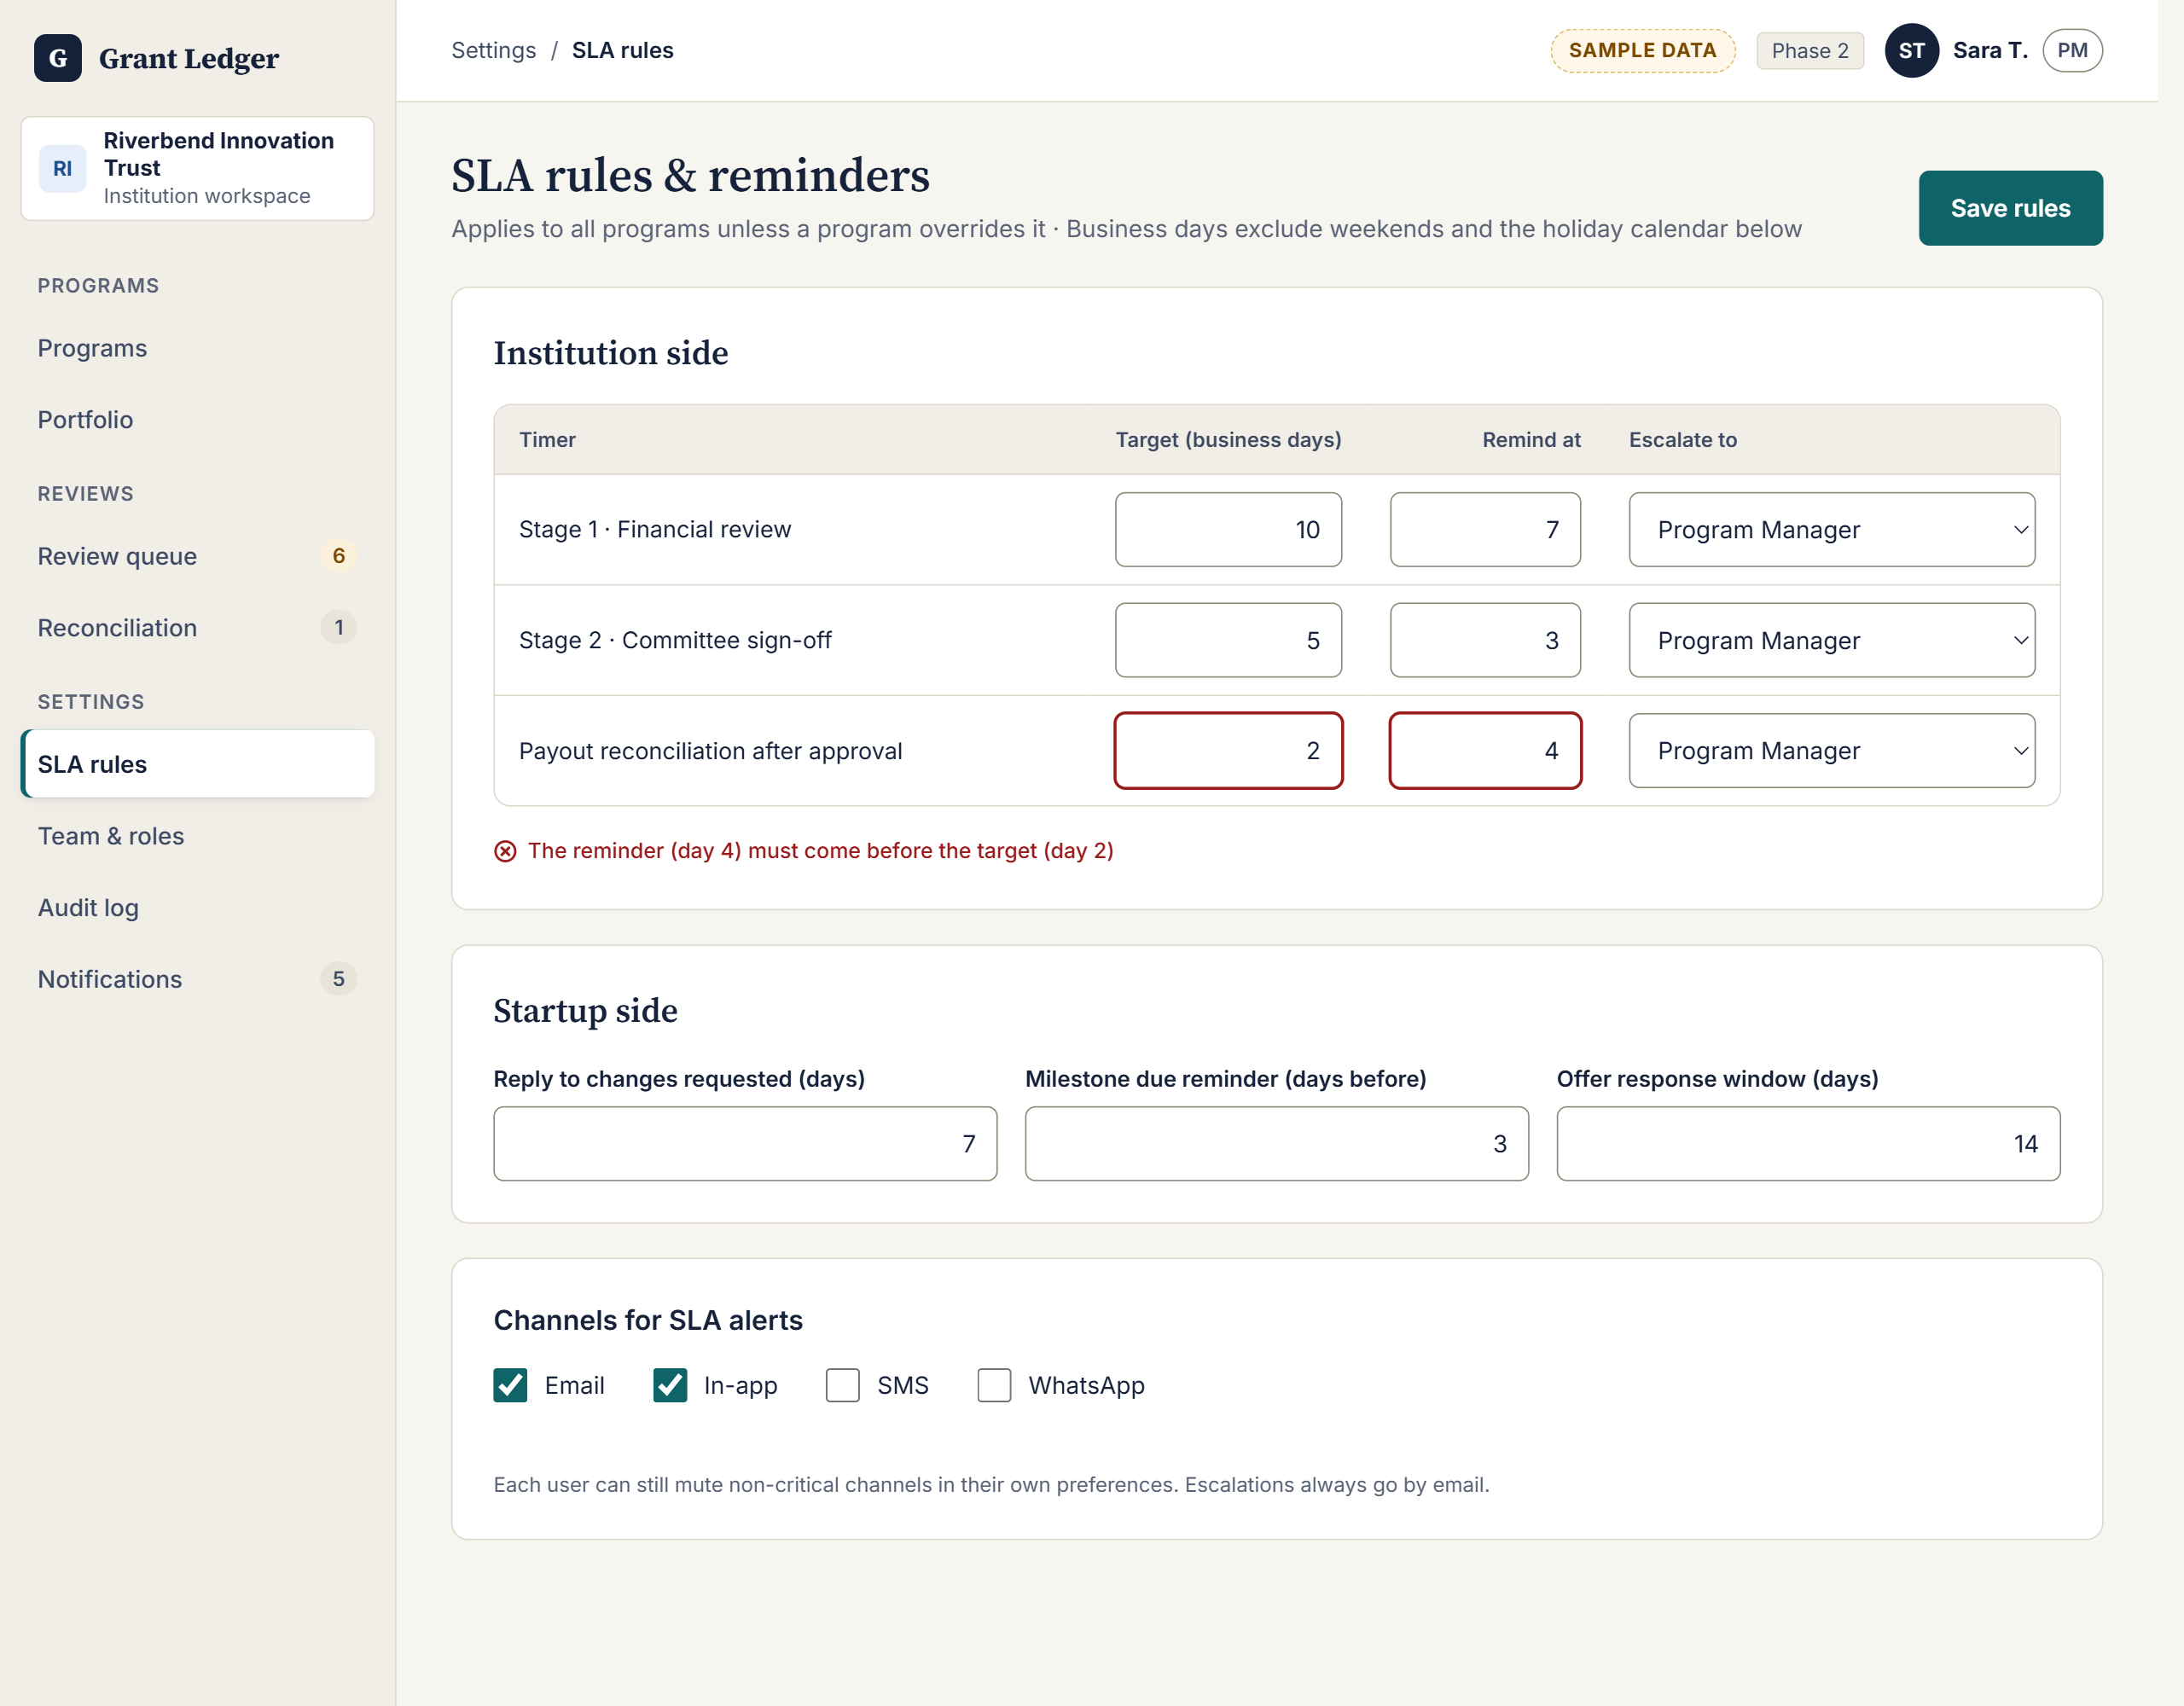 G Grant Ledger
RI Riverbend Innovation
Trust
Institution workspace
PROGRAMS
Programs
Portfolio
REVIEWS
Review queue 6
Reconciliation 1
SETTINGS
SLA rules
Team & roles
Audit log
Notifications 5
Settings / SLA rules SAMPLE DATA Phase 2 ST Sara T. PM
SLA rules & reminders
Applies to all programs unless a program overrides it · Business days exclude weekends and the holiday calendar below
Save rules
Institution side
Timer Target (business days) Remind at Escalate to
Stage 1 · Financial review 10 7 Program Manager
Stage 2 · Committee sign-off 5 3 Program Manager
Payout reconciliation after approval 2 4 Program Manager
The reminder (day 4) must come before the target (day 2)
Startup side
Reply to changes requested (days) Milestone due reminder (days before) Offer response window (days)
7 3 14
Channels for SLA alerts
Email In-app SMS WhatsApp
Each user can still mute non-critical channels in their own preferences. Escalations always go by email.